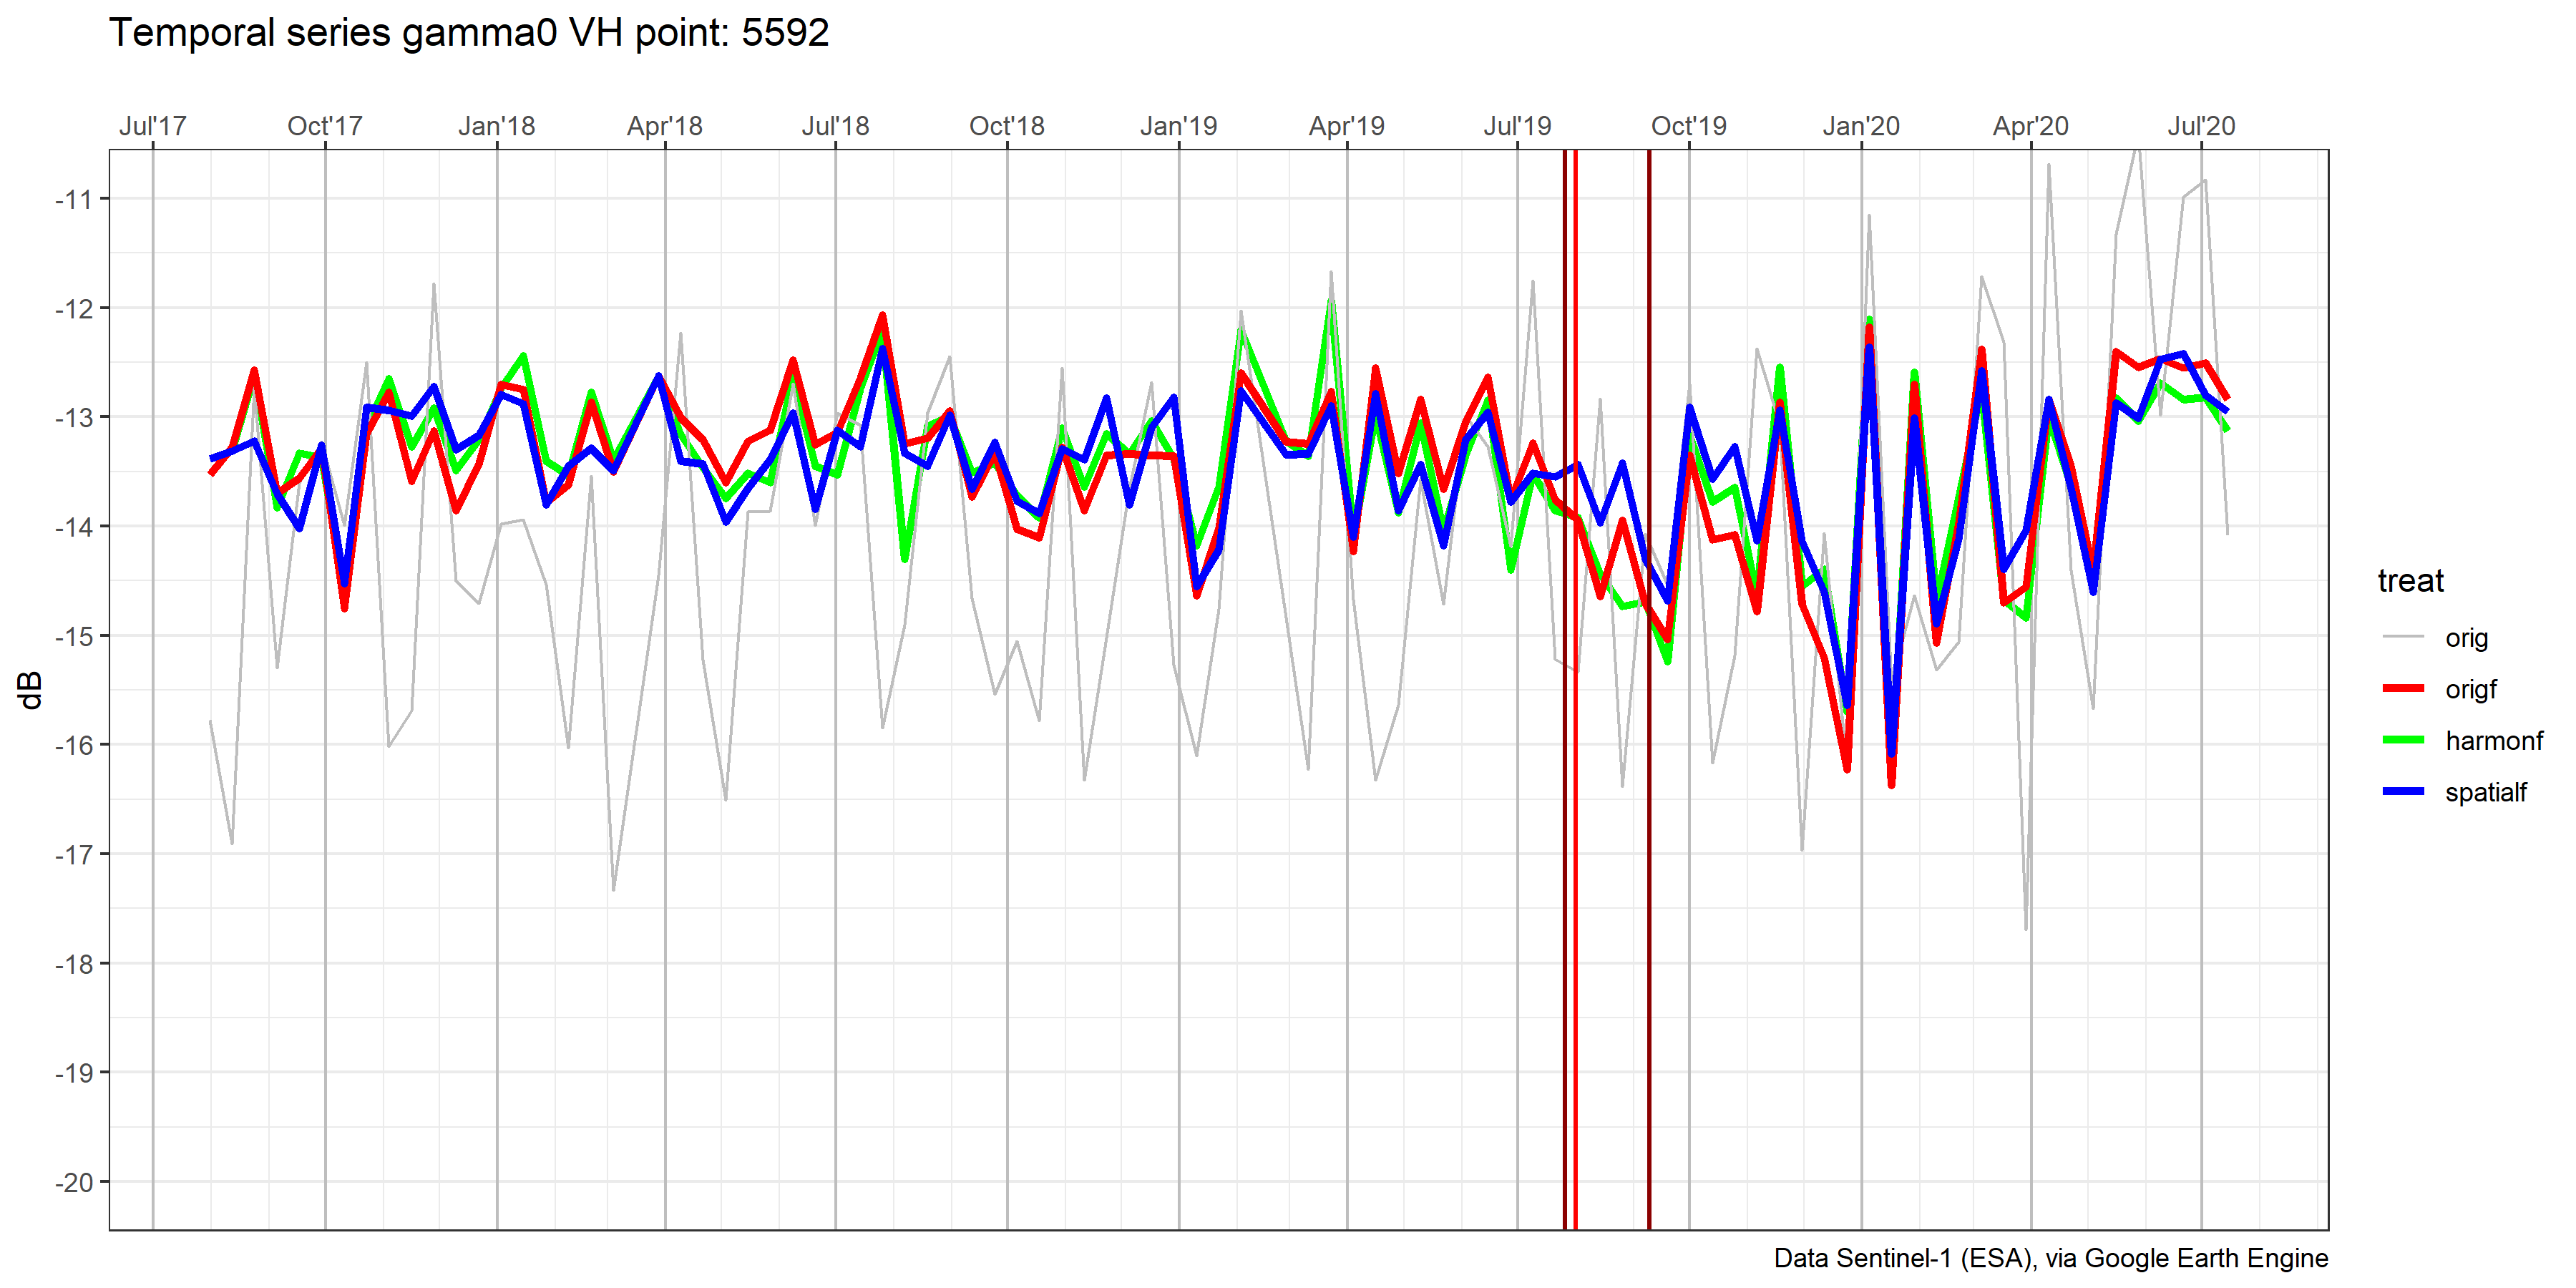 Temporal series gamma0 VH point: 5592
Jul'17 Oct'17 Jan'18 Apr'18 Jul'18 Oct'18 Jan'19 Apr'19 Jul'19 Oct'19 Jan'20 Apr'20 Jul'20
-11
-12
-13
-14
-15
-16
-17
-18
-19
-20
dB
treat
orig
origf
harmonf
spatialf
Data Sentinel-1 (ESA), via Google Earth Engine